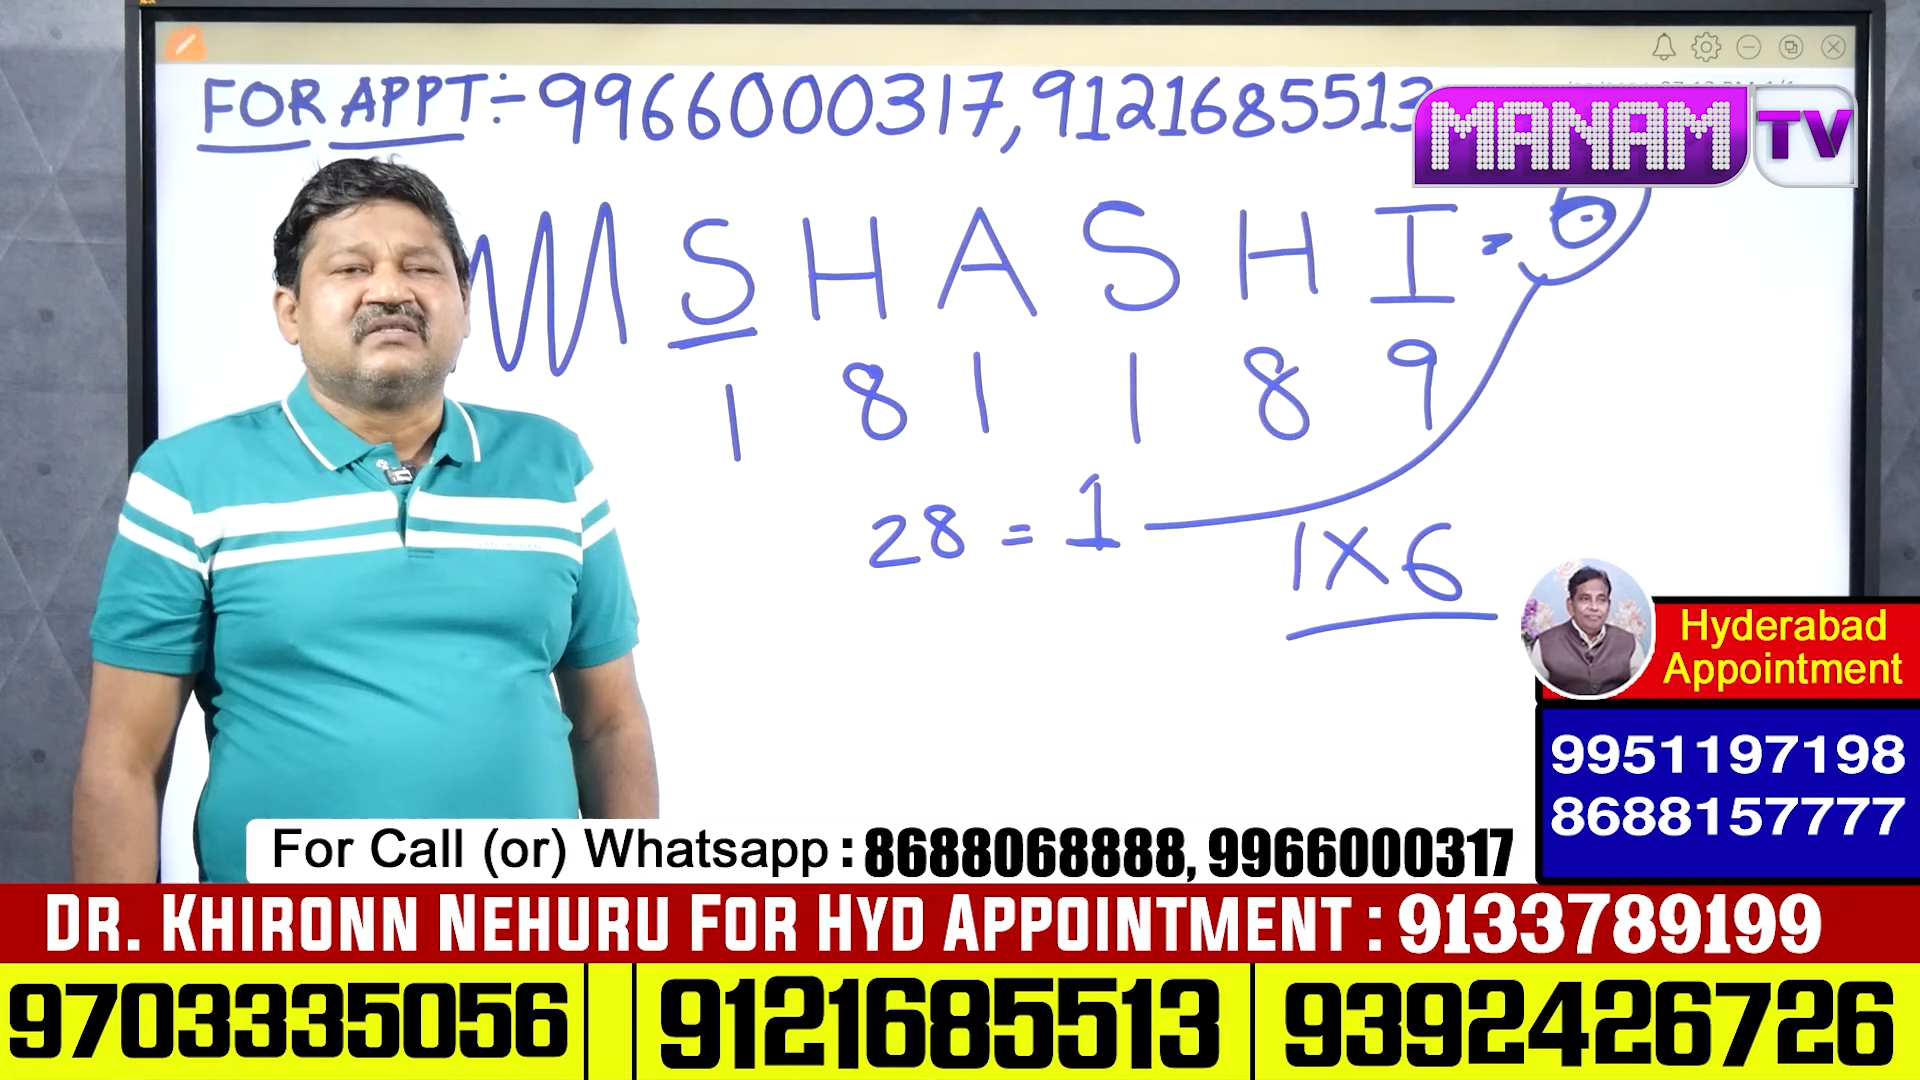 FOR APPT:- 9966000317, 9121685513
MANAM TV
S H A S H I = 6
1 8 1 1 8 9
28 = 1
1X6
Hyderabad
Appointment
9951197198
8688157777
For Call (or) Whatsapp : 8688068888, 9966000317
DR. KHIRONN NEHURU FOR HYD APPOINTMENT : 9133789199
9703335056 9121685513 9392426726